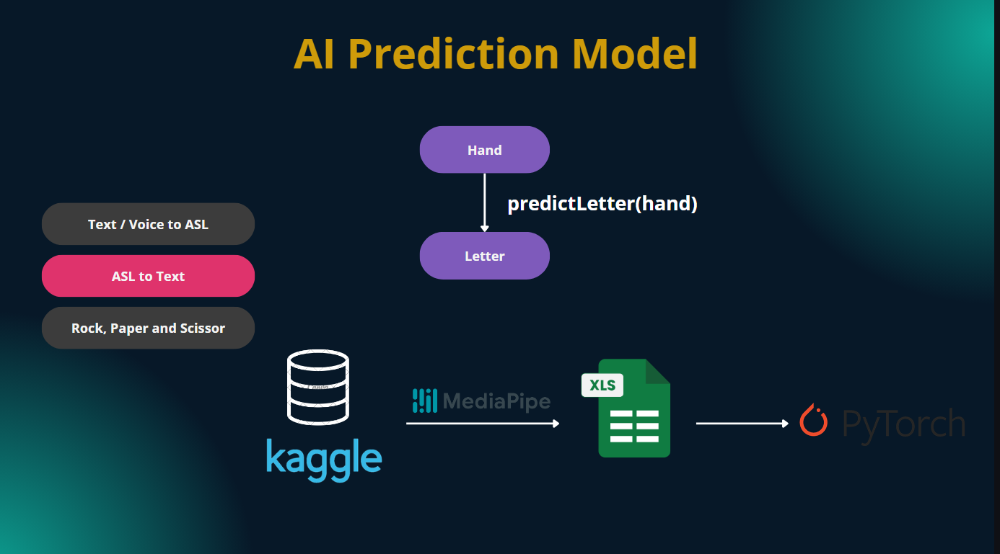 AI Prediction Model
Hand
predictLetter(hand)
Letter
Text / Voice to ASL
ASL to Text
Rock, Paper and Scissor
Canva
kaggle
MediaPipe
XLS
PyTorch